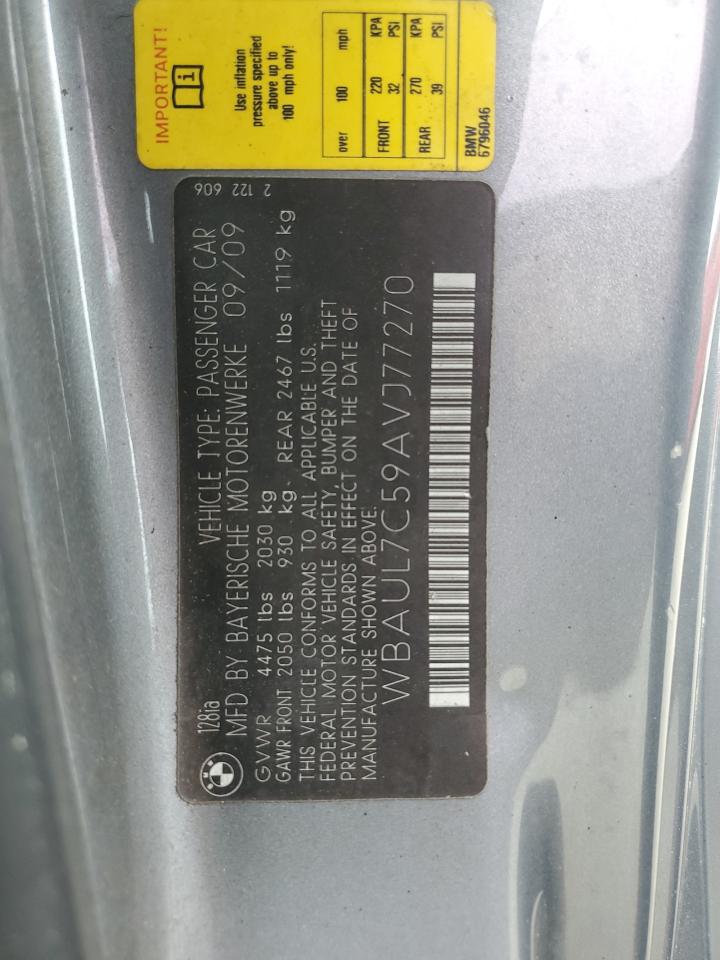 128ia VEHICLE TYPE: PASSENGER CAR
MFD BY BAYERISCHE MOTORENWERKE 09/09
GVWR 4475 lbs 2030 kg
GAWR FRONT 2050 lbs 930 kg, REAR 2467 lbs 1119 kg
THIS VEHICLE CONFORMS TO ALL APPLICABLE U.S.
FEDERAL MOTOR VEHICLE SAFETY, BUMPER AND THEFT
PREVENTION STANDARDS IN EFFECT ON THE DATE OF
MANUFACTURE SHOWN ABOVE.
WBAUL7C59AVJ77270
2 122 606
IMPORTANT!
Use inflation
pressure specified
above up to
100 mph only!
over 100 mph
FRONT 220 KPA
32 PSI
REAR 270 KPA
39 PSI
BMW
6796046